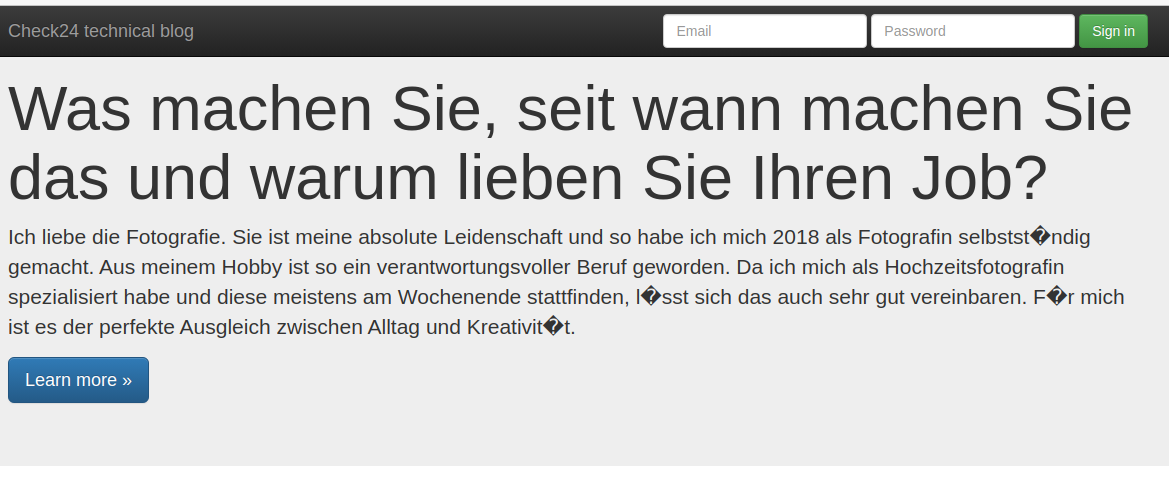 Check24 technical blog Email Password Sign in
Was machen Sie, seit wann machen Sie
das und warum lieben Sie Ihren Job?
Ich liebe die Fotografie. Sie ist meine absolute Leidenschaft und so habe ich mich 2018 als Fotografin selbstst�ndig
gemacht. Aus meinem Hobby ist so ein verantwortungsvoller Beruf geworden. Da ich mich als Hochzeitsfotografiin
spezialisiert habe und diese meistens am Wochenende stattfinden, l�sst sich das auch sehr gut vereinbaren. F�r mich
ist es der perfekte Ausgleich zwischen Alltag und Kreativit�t.
Learn more »